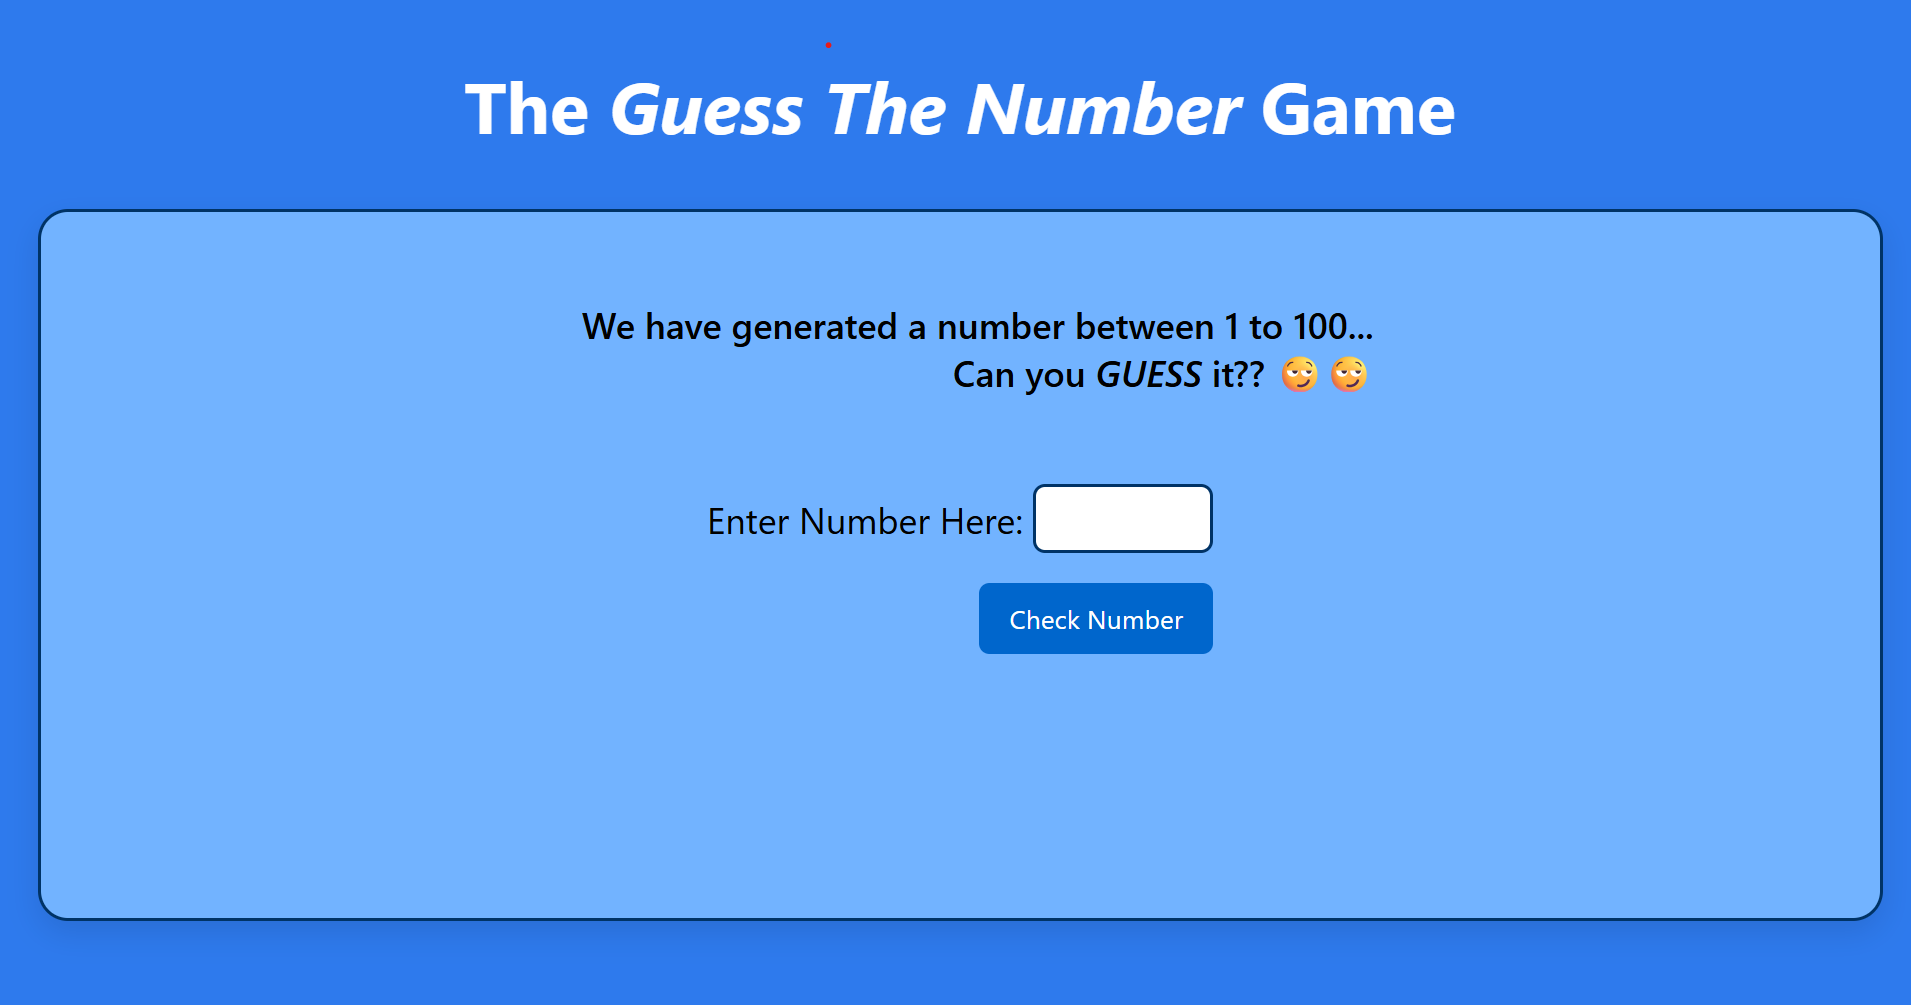 The Guess The Number Game
We have generated a number between 1 to 100...
Can you GUESS it?? 😏 😏
Enter Number Here:
Check Number